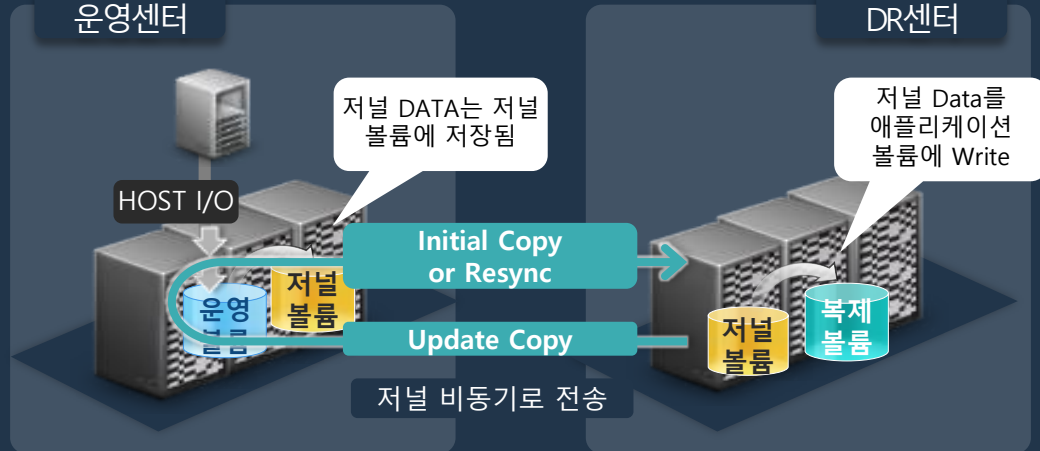 운영센터
DR센터
저널 DATA는 저널
볼륨에 저장됨
저널 Data를
애플리케이션
볼륨에 Write
HOST I/O
Initial Copy
or Resync
운영
볼륨
저널
볼륨
Update Copy
저널
볼륨
복제
볼륨
저널 비동기로 전송